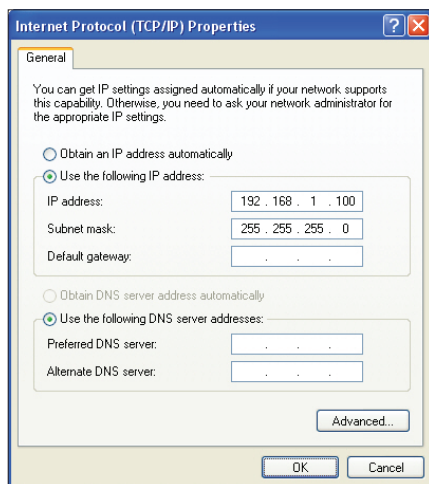 Internet Protocol (TCP/IP) Properties
General
You can get IP settings assigned automatically if your network supports
this capability. Otherwise, you need to ask your network administrator for
the appropriate IP settings.
Obtain an IP address automatically
Use the following IP address:
IP address: 192 . 168 . 1 . 100
Subnet mask: 255 . 255 . 255 . 0
Default gateway: . . .
Obtain DNS server address automatically
Use the following DNS server addresses:
Preferred DNS server: . . .
Alternate DNS server: . . .
Advanced...
OK Cancel